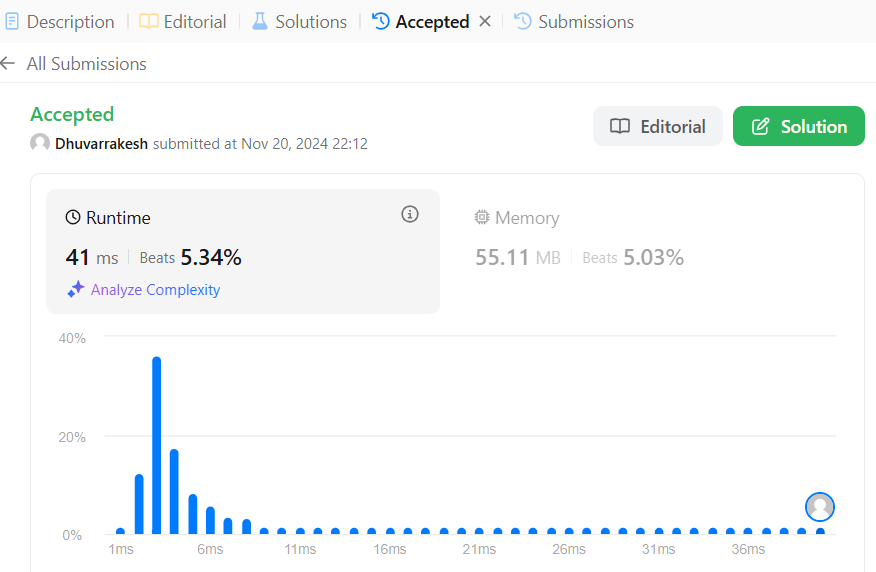 Description Editorial Solutions Accepted Submissions
All Submissions
Accepted
Dhuvarrakesh submitted at Nov 20, 2024 22:12
Editorial
Solution
Runtime
41 ms Beats 5.34%
Analyze Complexity
Memory
55.11 MB Beats 5.03%
40%
20%
0%
1ms 6ms 11ms 16ms 21ms 26ms 31ms 36ms